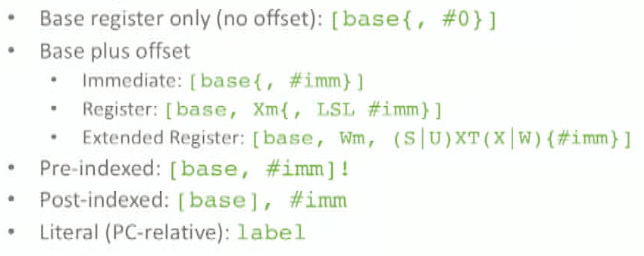 • Base register only (no offset): [base{, #0}]
• Base plus offset
• Immediate: [base{, #imm}]
• Register: [base, Xm{, LSL #imm}]
• Extended Register: [base, Wm, (S|U)XT(X|W){#imm}]
• Pre-indexed: [base, #imm]!
• Post-indexed: [base], #imm
• Literal (PC-relative): label